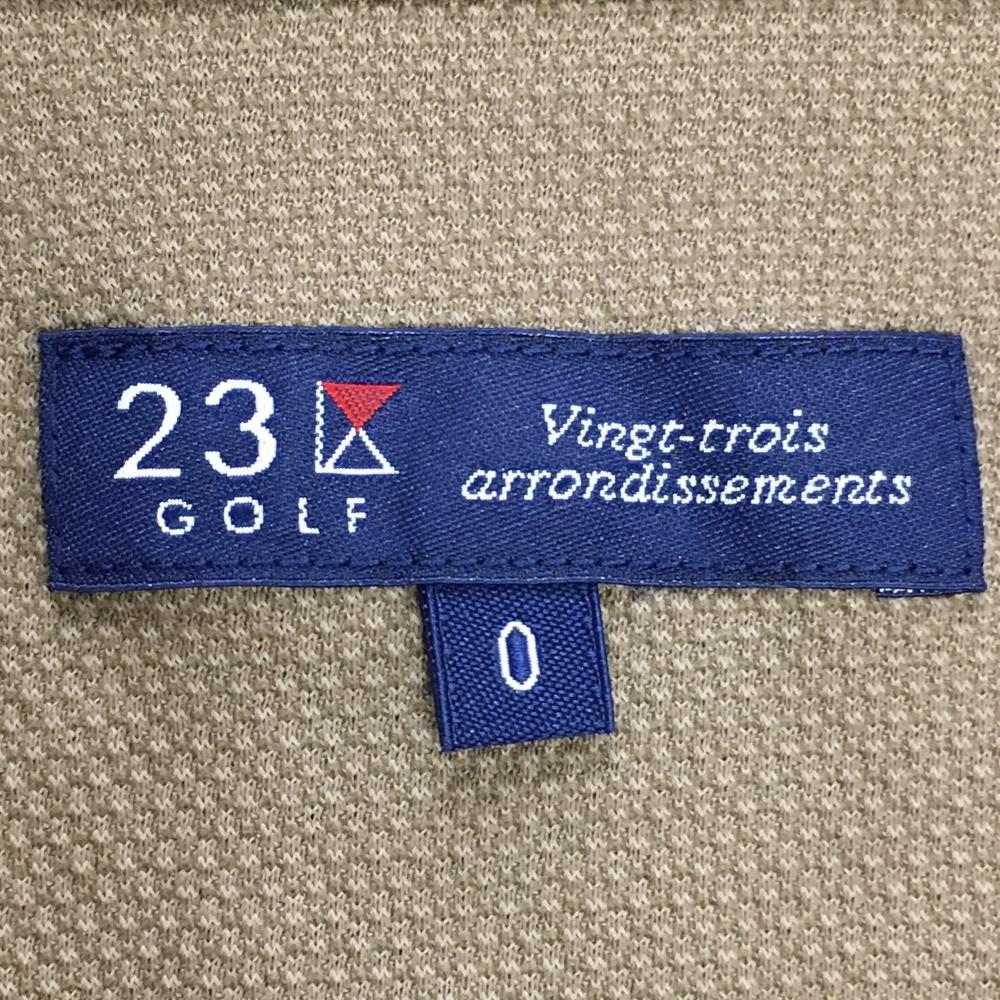 23
GOLF
Vingt-trois
arrondissements
0